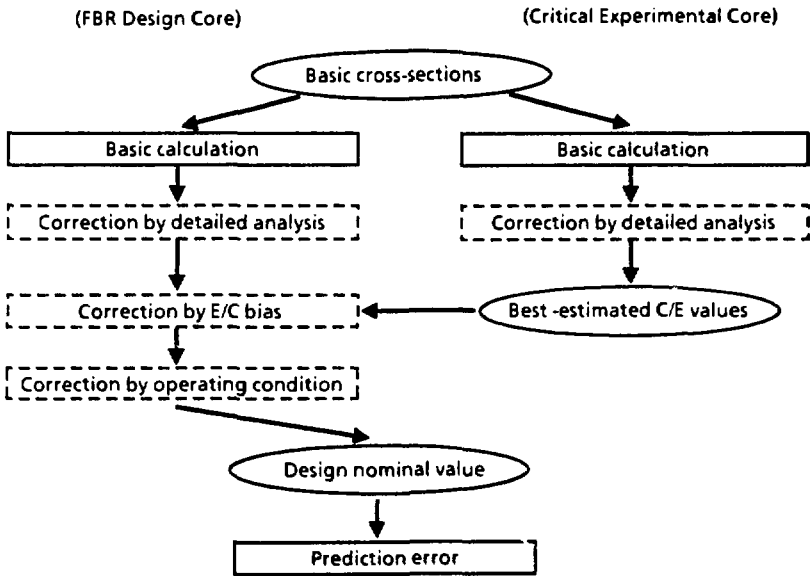 (FBR Design Core)
(Critical Experimental Core)
Basic cross-sections
Basic calculation
Basic calculation
Correction by detailed analysis
Correction by detailed analysis
Correction by E/C bias
Best -estimated C/E values
Correction by operating condition
Design nominal value
Prediction error